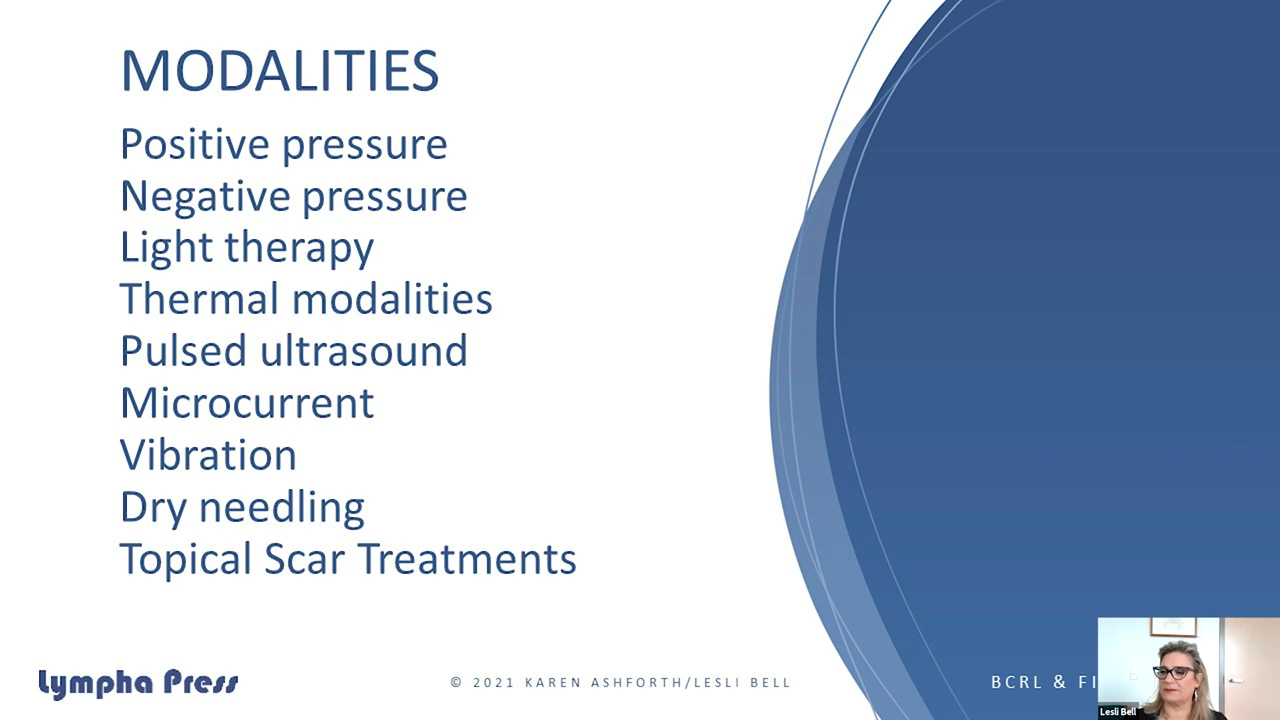 MODALITIES
Positive pressure
Negative pressure
Light therapy
Thermal modalities
Pulsed ultrasound
Microcurrent
Vibration
Dry needling
Topical Scar Treatments
Lympha Press
© 2021 KAREN ASHFORTH/LESLI BELL
BCRL & FI
Lesli Bell